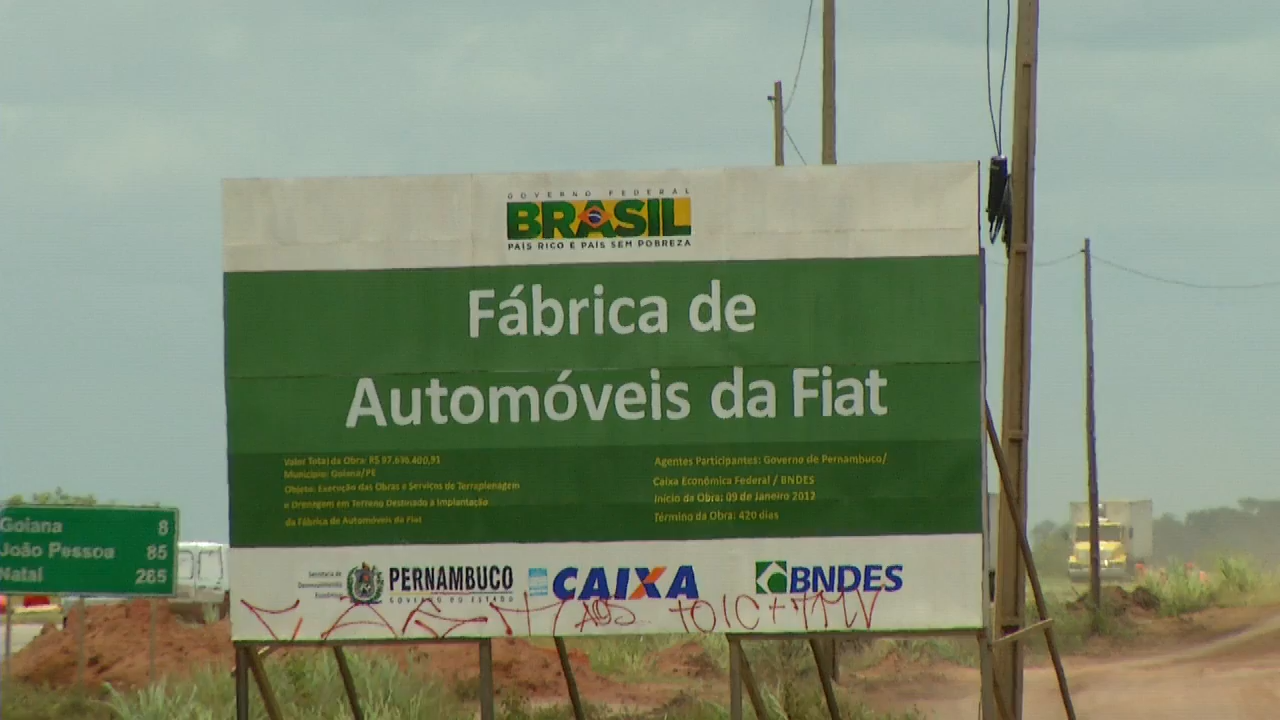 GOVERNO FEDERAL
BRASIL
PAÍS RICO É PAÍS SEM POBREZA
Fábrica de
Automóveis da Fiat
Valor Total da Obra: R$ 97.696.400,91
Município: Goiana/PE
Objeto: Execução das Obras e Serviços de Terraplenagem
e Drenagem em Terreno Destinado à Implantação
da Fábrica de Automóveis da Fiat
Agentes Participantes: Governo de Pernambuco/
Caixa Econômica Federal / BNDES
Início da Obra: 09 de Janeiro 2012
Término da Obra: 420 dias
Secretaria de
Desenvolvimento
Econômico
PERNAMBUCO
GOVERNO DO ESTADO
CAIXA
BNDES
Goiana 8
João Pessoa 85
Natal 265